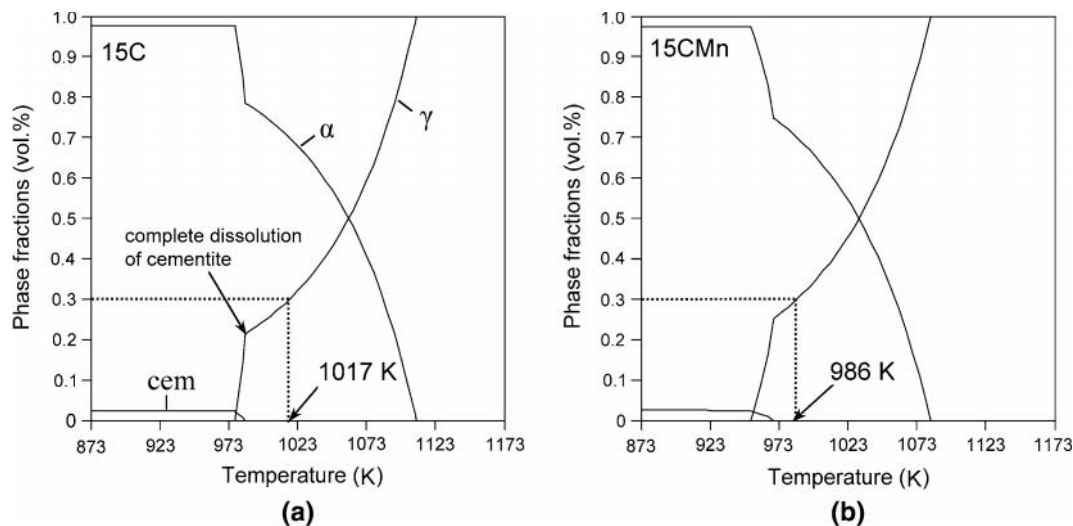 15C
1.0
0.9
0.8
0.7
0.6
0.5
0.4
0.3
0.2
0.1
0
Phase fractions (vol.%)
α
γ
complete dissolution
of cementite
cem
1017 K
873 923 973 1023 1073 1123 1173
Temperature (K)
(a)
15CMn
1.0
0.9
0.8
0.7
0.6
0.5
0.4
0.3
0.2
0.1
0
Phase fractions (vol.%)
986 K
873 923 973 1023 1073 1123 1173
Temperature (K)
(b)